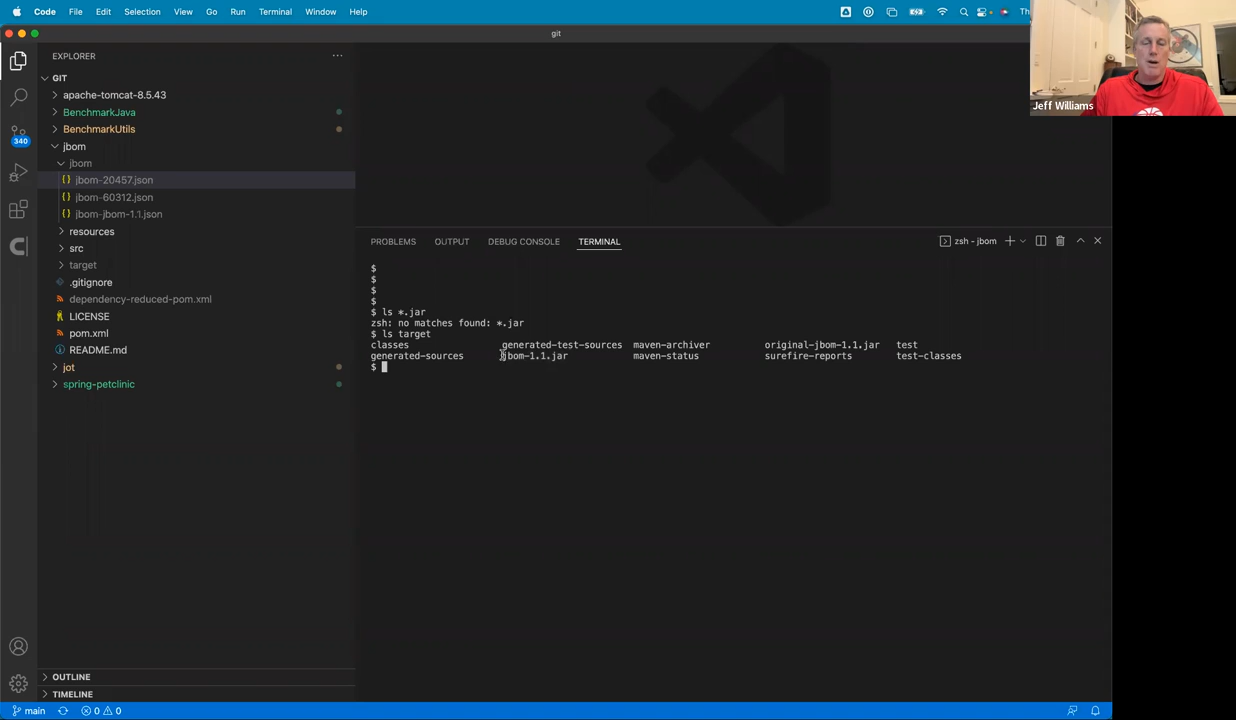 Code File Edit Selection View Go Run Terminal Window Help Th
git
EXPLORER
GIT
apache-tomcat-8.5.43
BenchmarkJava
BenchmarkUtils
jbom
jbom
{} jbom-20457.json
{} jbom-60312.json
{} jbom-jbom-1.1.json
resources
src
target
.gitignore
dependency-reduced-pom.xml
LICENSE
pom.xml
README.md
jot
spring-petclinic
OUTLINE
TIMELINE
340
PROBLEMS OUTPUT DEBUG CONSOLE TERMINAL zsh - jbom
$
$
$
$
$ ls *.jar
zsh: no matches found: *.jar
$ ls target
classes generated-test-sources maven-archiver original-jbom-1.1.jar test
generated-sources jbom-1.1.jar maven-status surefire-reports test-classes
$
Jeff Williams
main 0 0